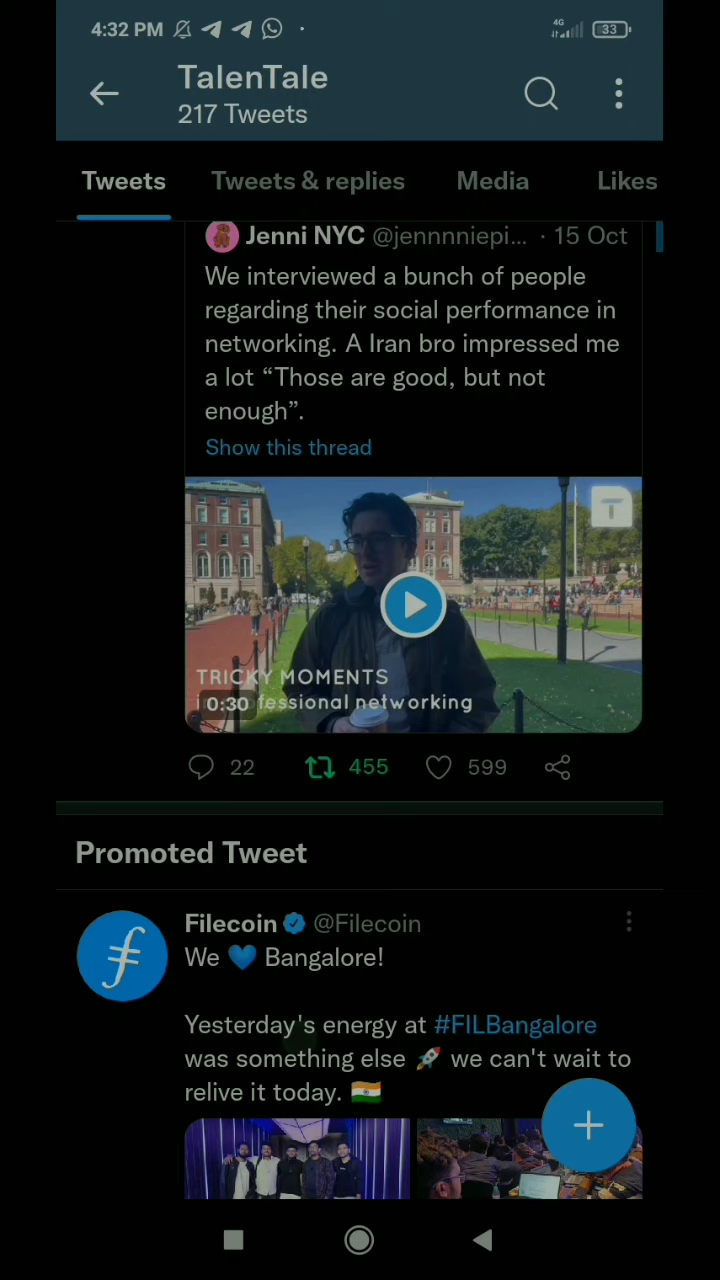 4:32 PM
4G
33
TalenTale
217 Tweets
Tweets
Tweets & replies
Media
Likes
Jenni NYC @jennnniepi... · 15 Oct
We interviewed a bunch of people
regarding their social performance in
networking. A Iran bro impressed me
a lot “Those are good, but not
enough”.
Show this thread
T
TRICKY MOMENTS
0:30 fessional networking
22
455
599
Promoted Tweet
Filecoin @Filecoin
We 💙 Bangalore!
Yesterday's energy at #FILBangalore
was something else 🚀 we can't wait to
relive it today. 🇮🇳